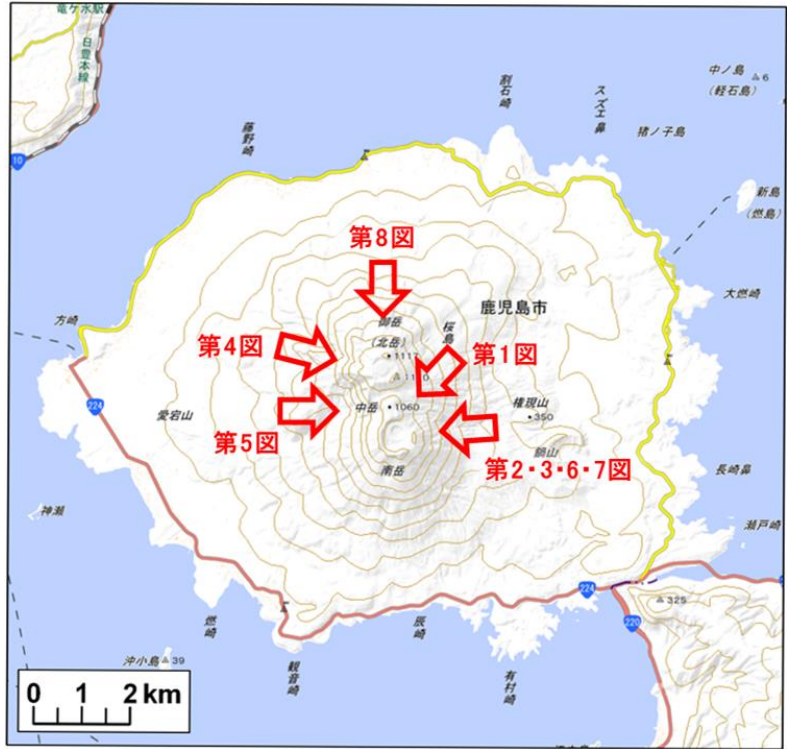 竜ケ水駅
日豊本線
10
藤野崎
割石崎
スズエ鼻
中ノ島
6
(軽石島)
猪ノ子島
新島
(燃島)
大燃崎
第8図
鹿児島市
御岳
(北岳)
桜島
1117
第4図
第1図
方崎
224
愛宕山
第5図
中岳
1060
権現山
350
鍋山
南岳
第2・3・6・7図
長崎鼻
瀬戸崎
神瀬
224
325
220
燃崎
観音崎
辰崎
有村崎
沖小島
39
0 1 2 km